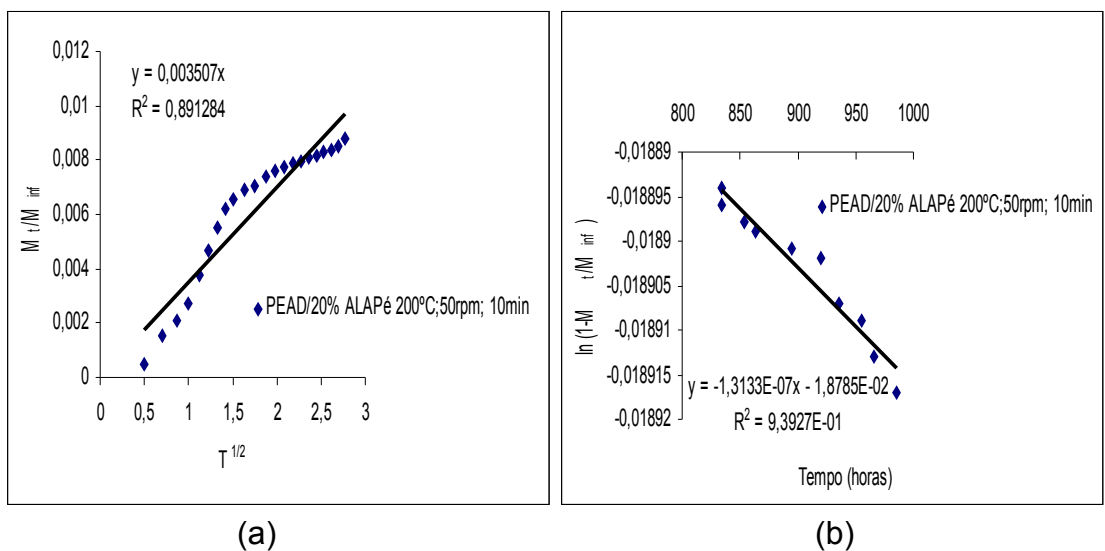 0,012
0,01
0,008
0,006
0,004
0,002
0
y = 0,003507x
R² = 0,891284
M t/M inf
PEAD/20% ALAPé 200ºC;50rpm; 10min
0 0,5 1 1,5 2 2,5 3
T 1/2
(a)
800 850 900 950 1000
-0,01889
-0,018895
-0,0189
-0,018905
-0,01891
-0,018915
-0,01892
ln (1-M t/M inf )
PEAD/20% ALAPé 200ºC;50rpm; 10min
y = -1,3133E-07x - 1,8785E-02
R² = 9,3927E-01
Tempo (horas)
(b)